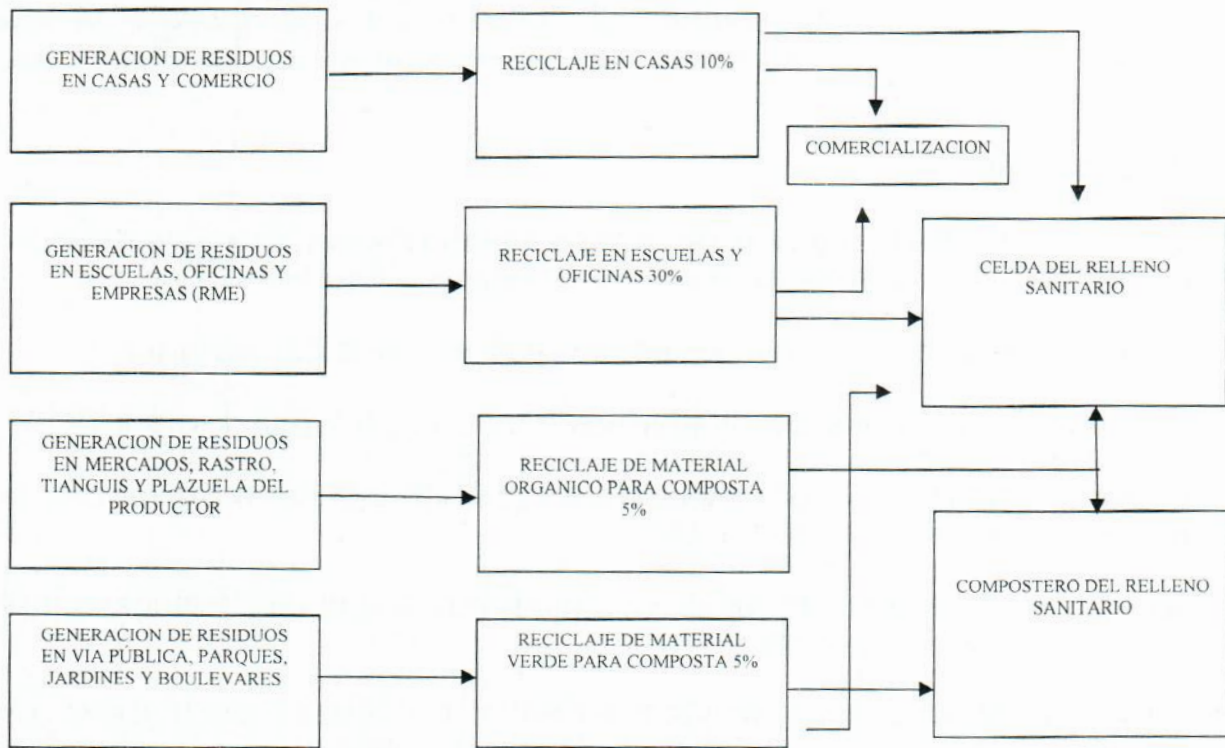 GENERACION DE RESIDUOS
EN CASAS Y COMERCIO
RECICLAJE EN CASAS 10%
COMERCIALIZACION
GENERACION DE RESIDUOS
EN ESCUELAS, OFICINAS Y
EMPRESAS (RME)
RECICLAJE EN ESCUELAS Y
OFICINAS 30%
CELDA DEL RELLENO
SANITARIO
GENERACION DE RESIDUOS
EN MERCADOS, RASTRO,
TIANGUIS Y PLAZUELA DEL
PRODUCTOR
RECICLAJE DE MATERIAL
ORGANICO PARA COMPOSTA
5%
COMPOSTERO DEL RELLENO
SANITARIO
GENERACION DE RESIDUOS
EN VIA PÚBLICA, PARQUES,
JARDINES Y BOULEVARES
RECICLAJE DE MATERIAL
VERDE PARA COMPOSTA 5%